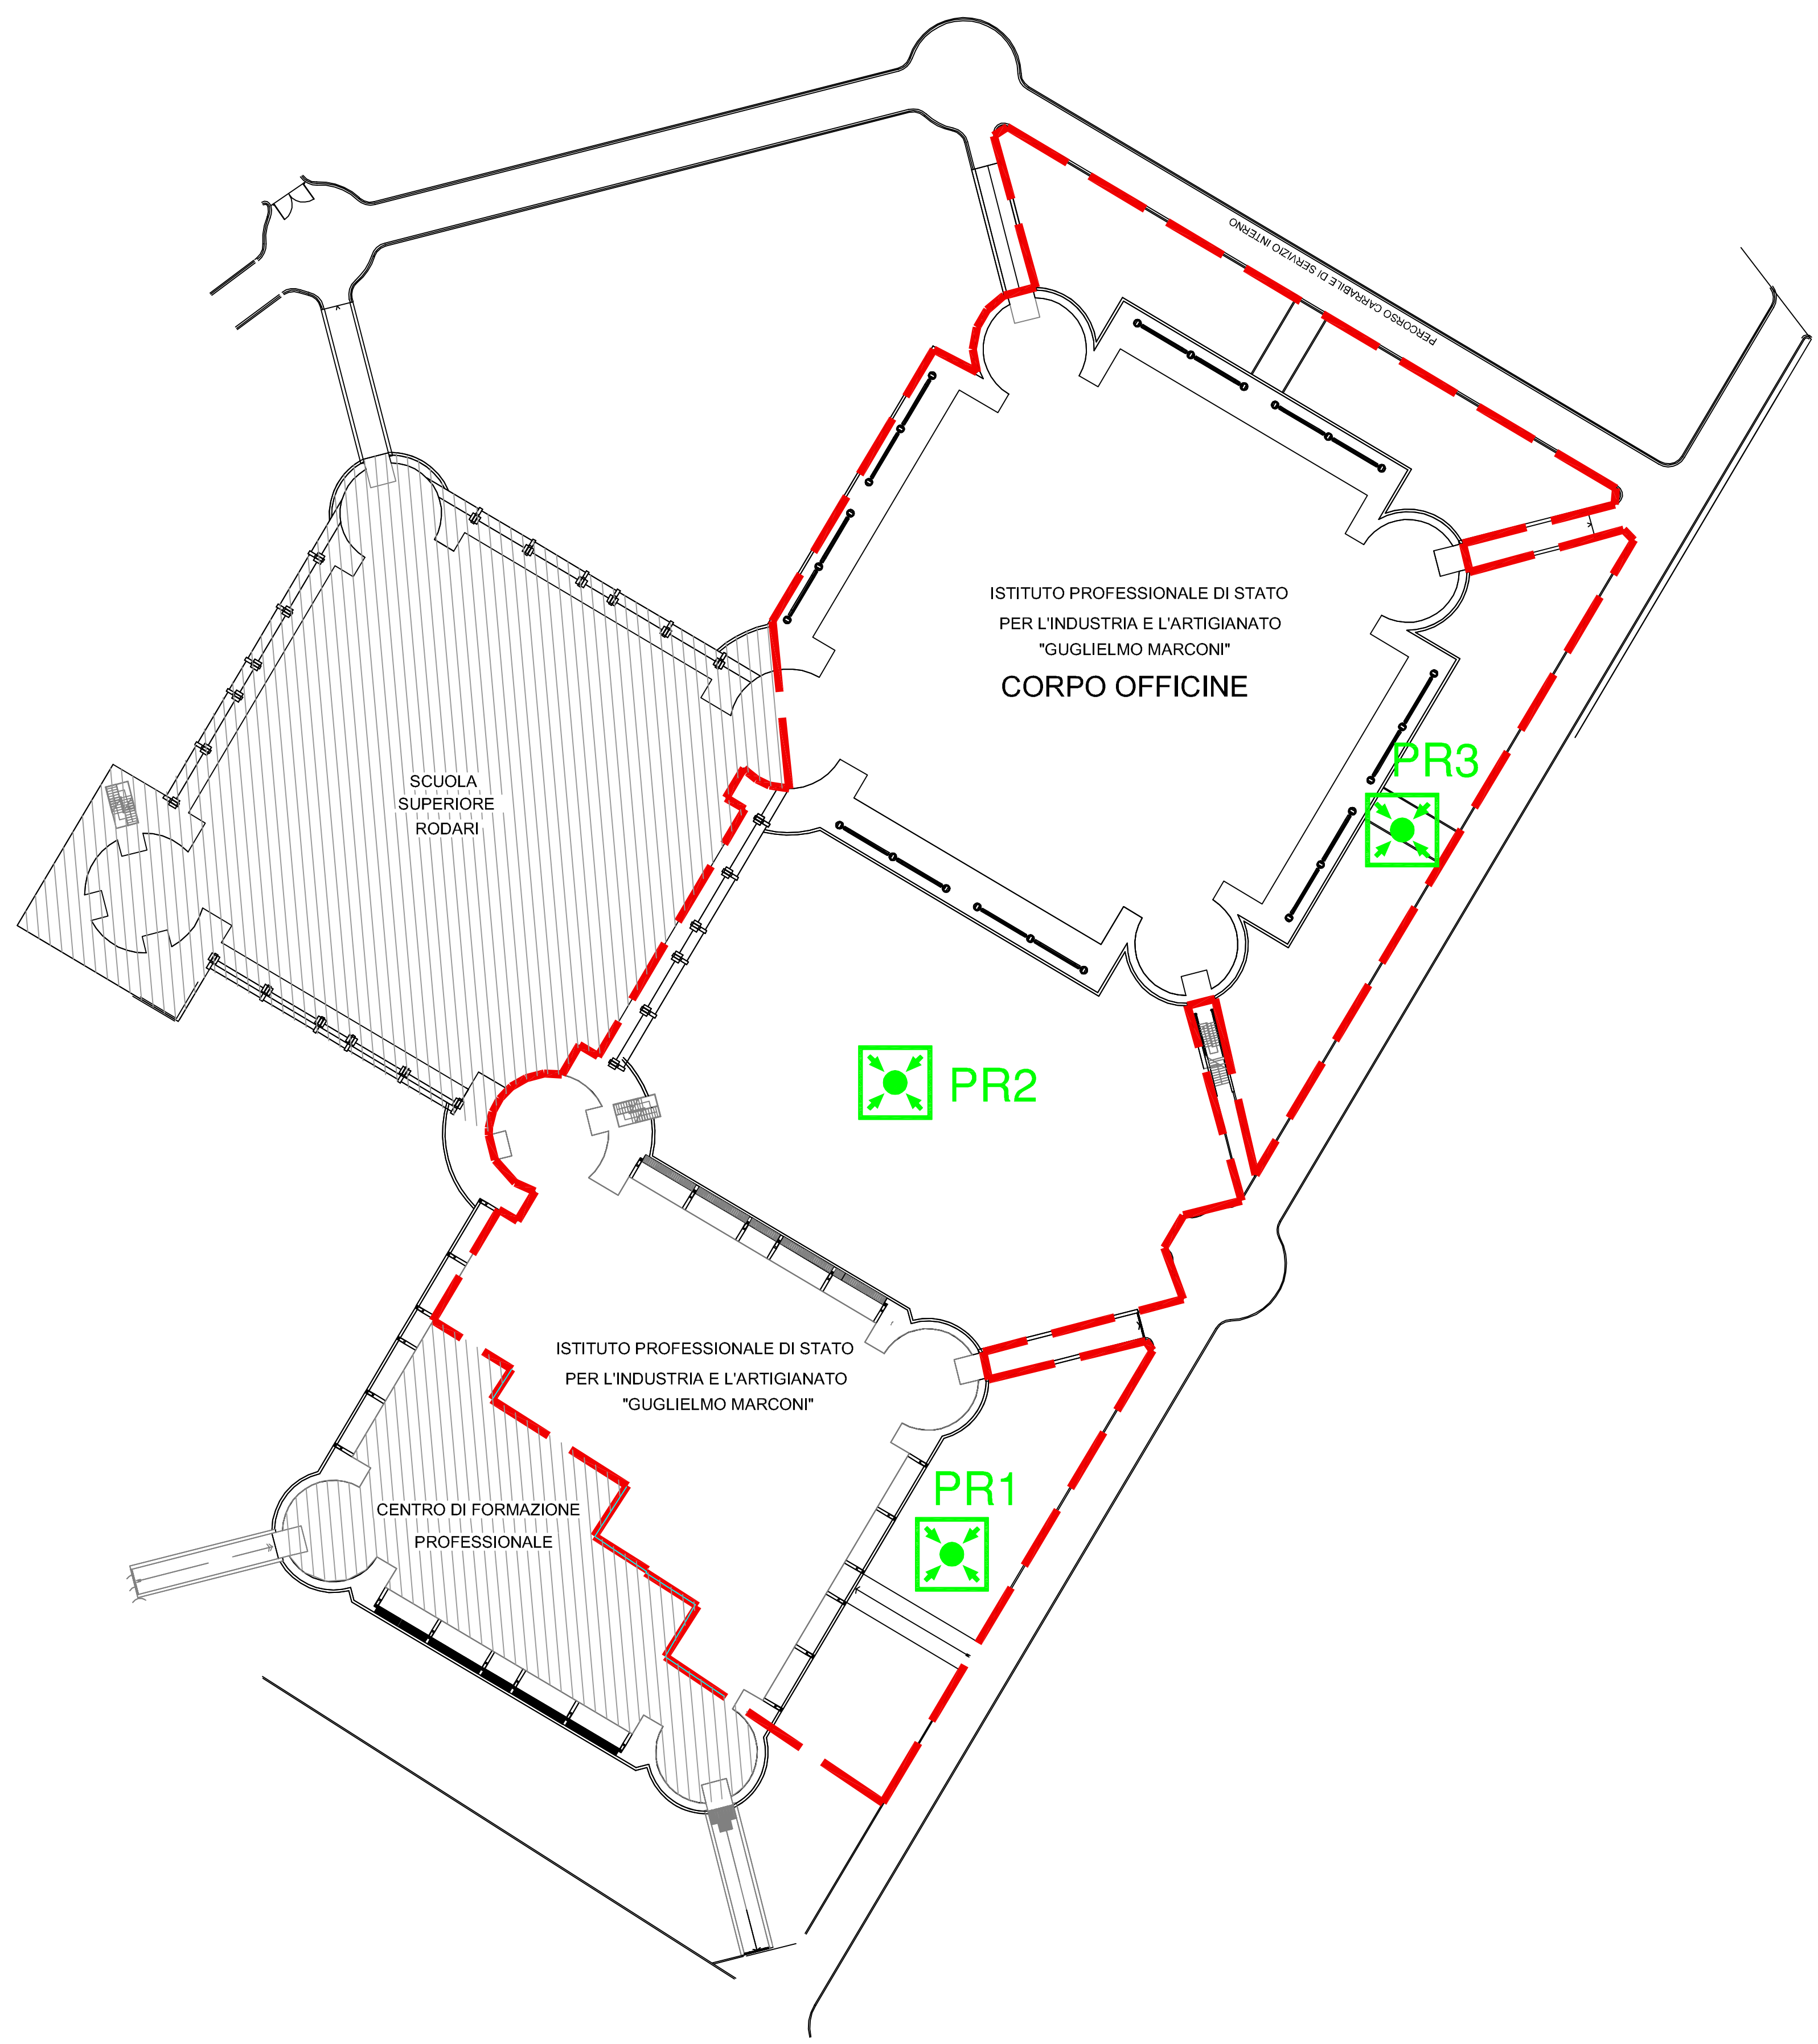 PERCORSO CARRABILE DI SERVIZIO INTERNO
ISTITUTO PROFESSIONALE DI STATO
PER L'INDUSTRIA E L'ARTIGIANATO
"GUGLIELMO MARCONI"
CORPO OFFICINE
PR3
SCUOLA
SUPERIORE
RODARI
PR2
ISTITUTO PROFESSIONALE DI STATO
PER L'INDUSTRIA E L'ARTIGIANATO
"GUGLIELMO MARCONI"
PR1
CENTRO DI FORMAZIONE
PROFESSIONALE